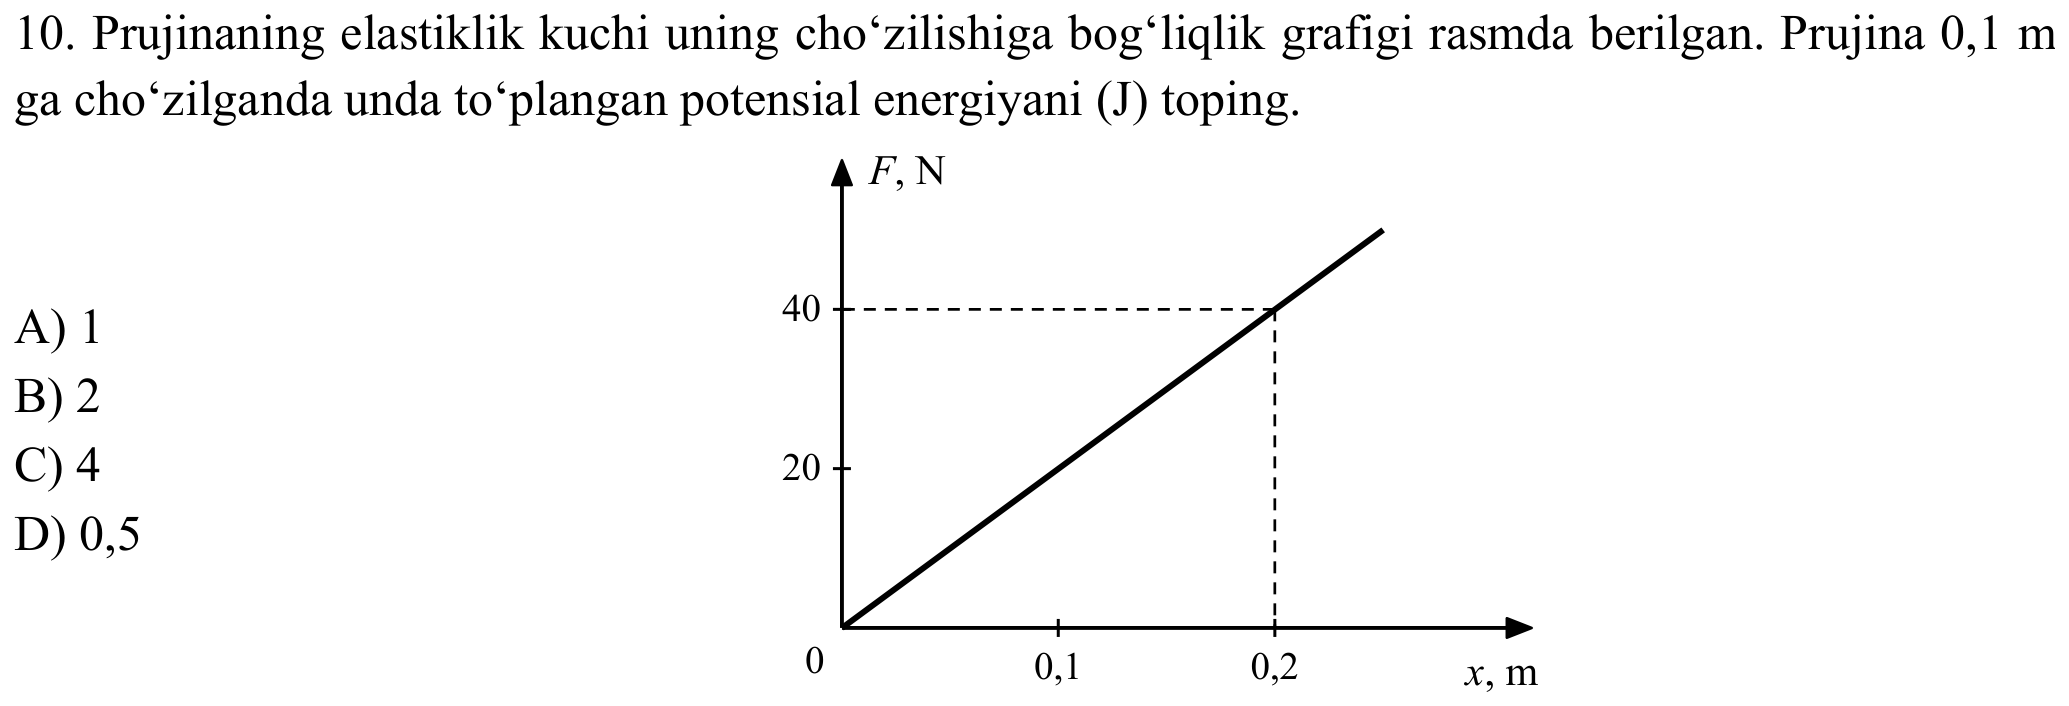 10. Prujinaning elastiklik kuchi uning cho‘zilishiga bog‘liqlik grafigi rasmda berilgan. Prujina 0,1 m
ga cho‘zilganda unda to‘plangan potensial energiyani (J) toping.
F, N
40
20
0
0,1
0,2
x, m
A) 1
B) 2
C) 4
D) 0,5